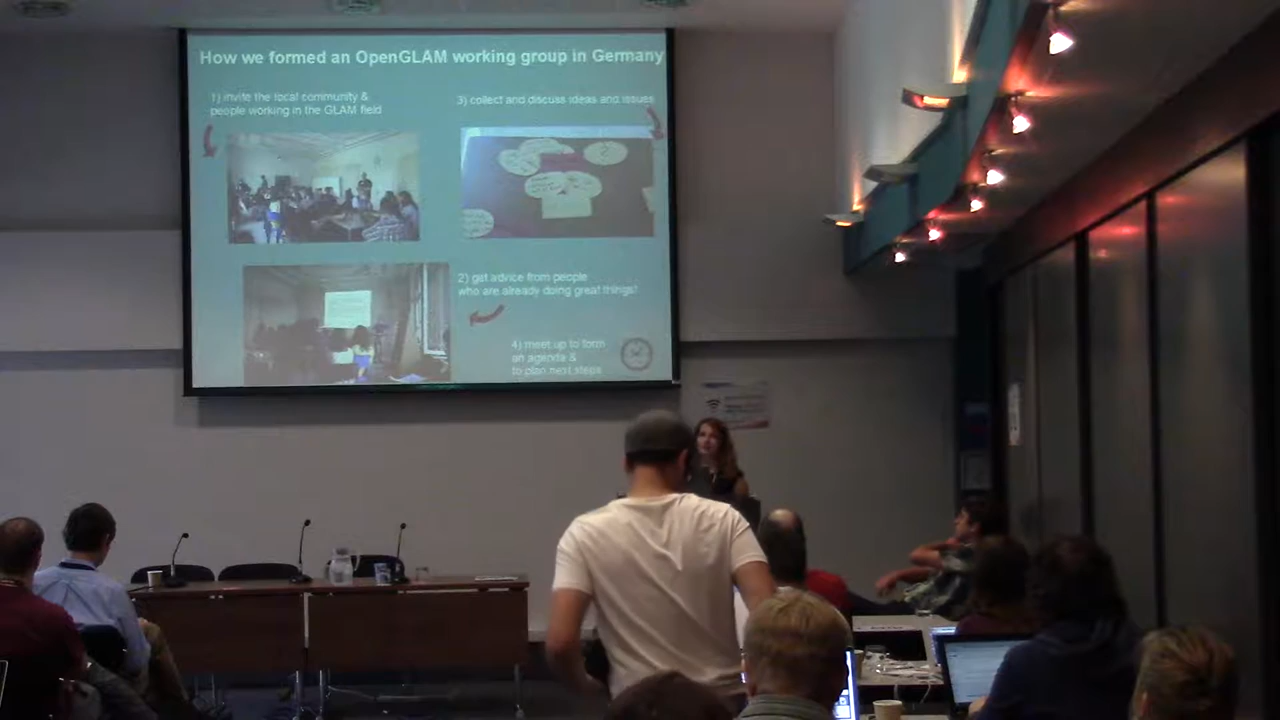 How we formed an OpenGLAM working group in Germany
1) invite the local community &
people working in the GLAM field
3) collect and discuss ideas and issues
2) get advice from people
who are already doing great things!
4) meet up to form
an agenda &
to plan next steps